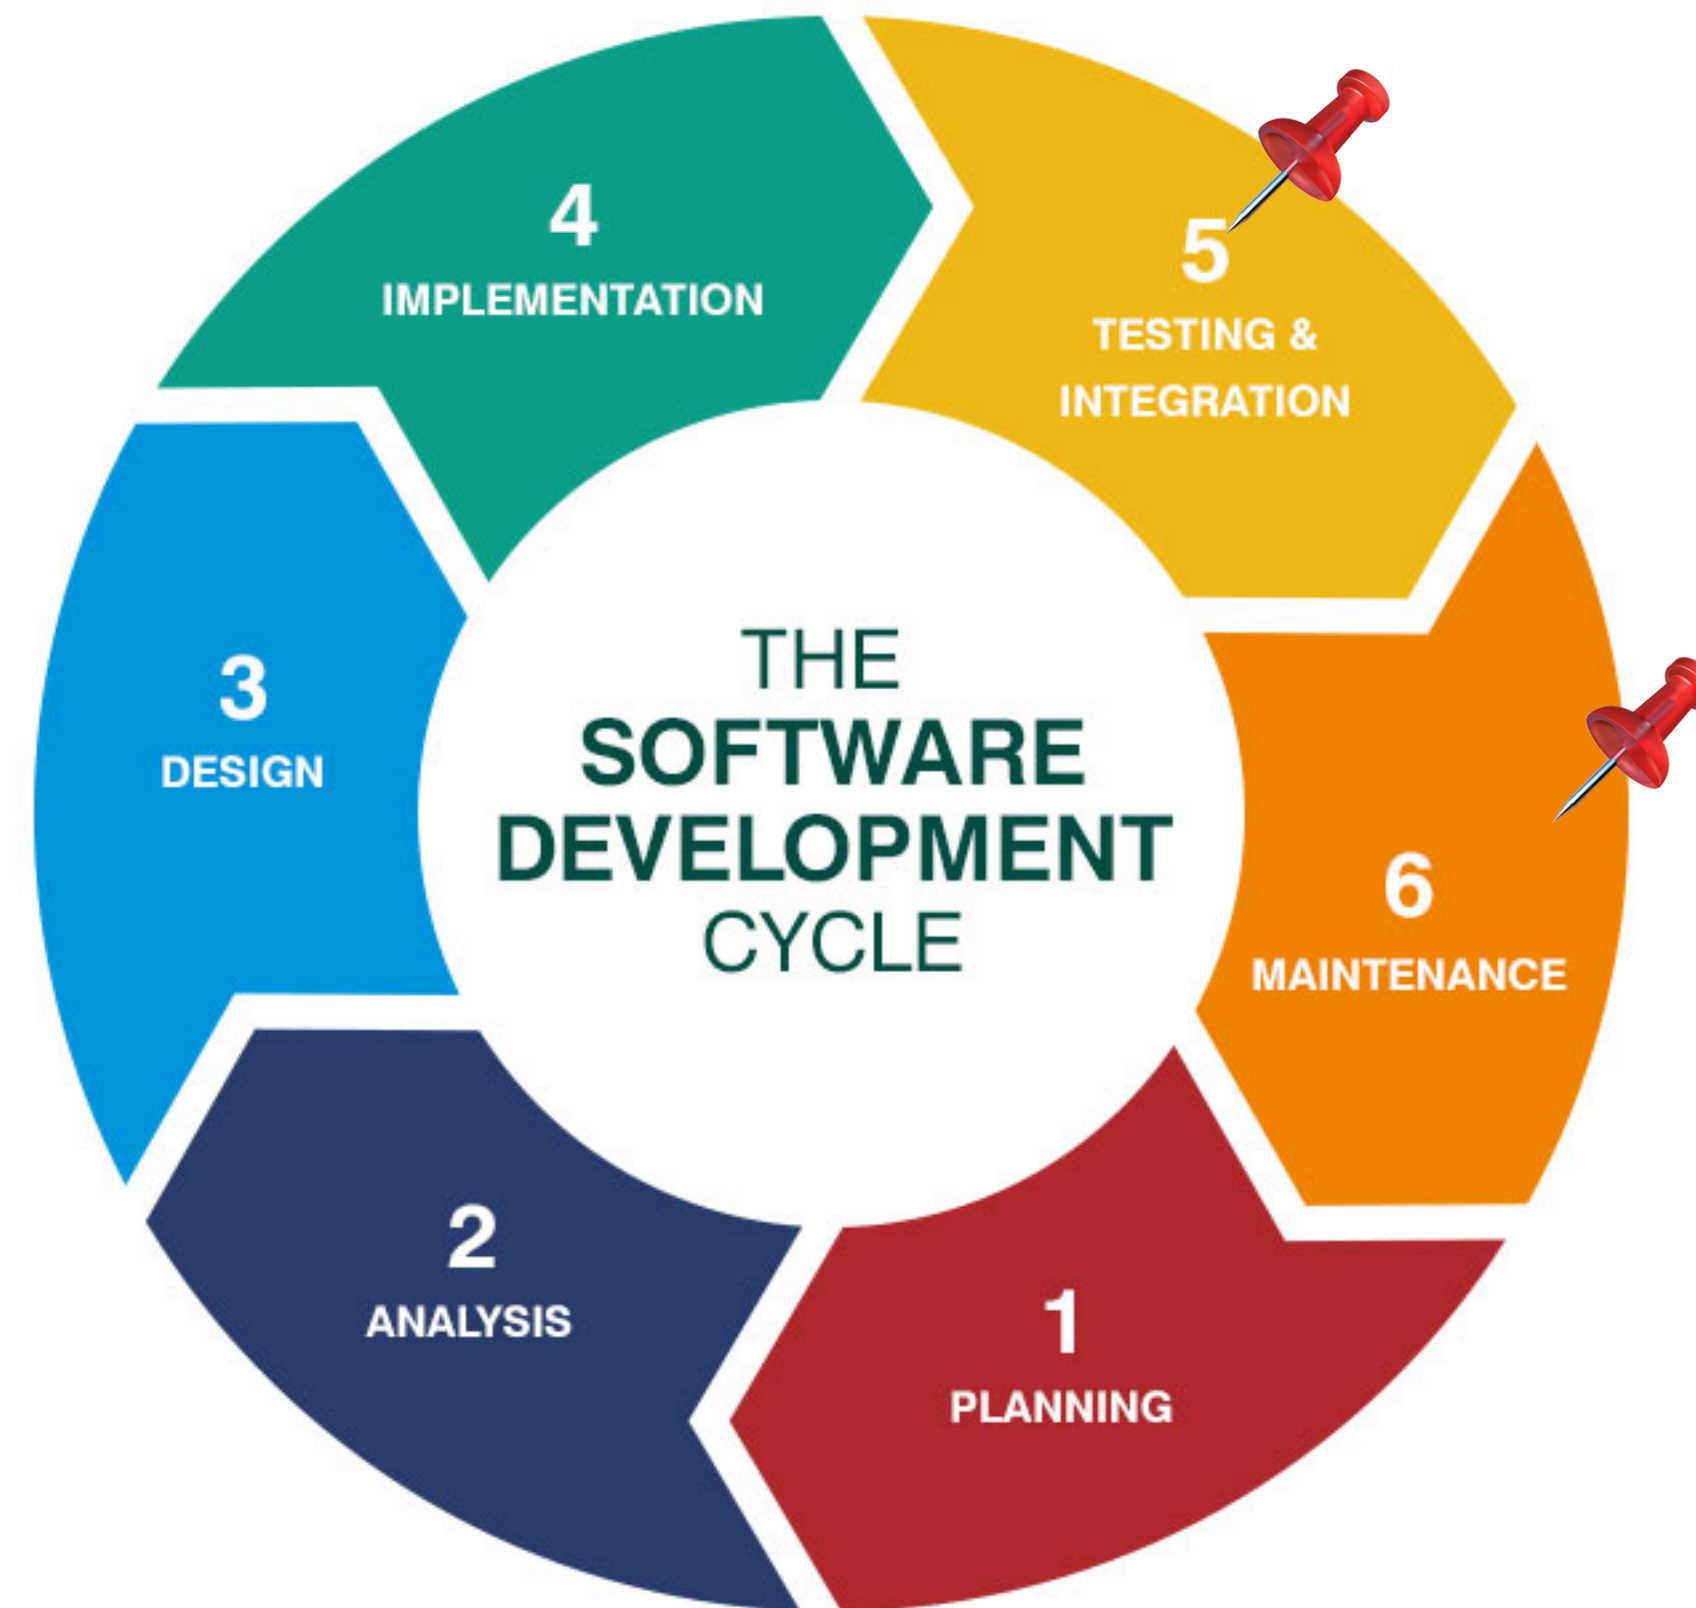 THE
SOFTWARE
DEVELOPMENT
CYCLE
1
PLANNING
2
ANALYSIS
3
DESIGN
4
IMPLEMENTATION
5
TESTING &
INTEGRATION
6
MAINTENANCE